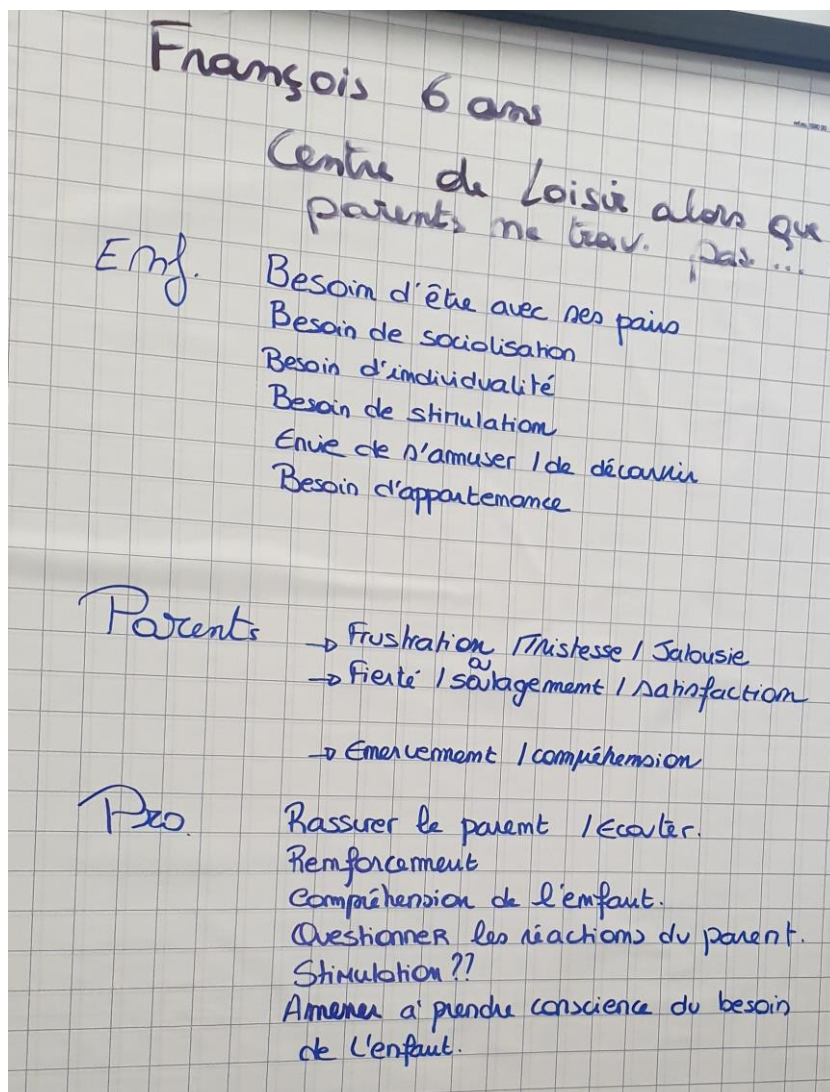 François 6 ans
Centre de Loisir alors que
parents ne trav. pas...
Enf.
Besoin d'être avec ses pairs
Besoin de socialisation
Besoin d'individualité
Besoin de stimulation
Envie de s'amuser / de découvrir
Besoin d'appartenance
Parents
→ Frustration / Tristesse / Jalousie
→ Fierté / soulagement / satisfaction
→ Enervement / compréhension
Pro
Rassurer le parent / Ecouter.
Renforcement
Compréhension de l'enfant.
Questionner les réactions du parent.
Stimulation ??
Amener à prendre conscience du besoin
de l'enfant.